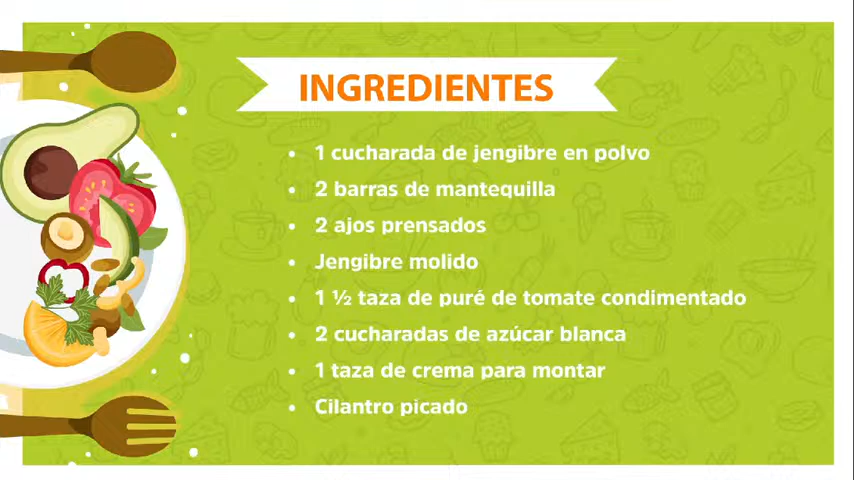 INGREDIENTES
• 1 cucharada de jengibre en polvo
• 2 barras de mantequilla
• 2 ajos prensados
• Jengibre molido
• 1 ½ taza de puré de tomate condimentado
• 2 cucharadas de azúcar blanca
• 1 taza de crema para montar
• Cilantro picado